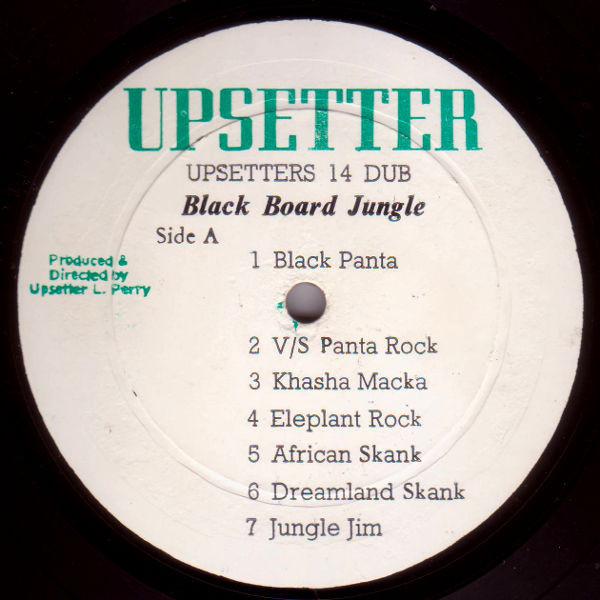 UPSETTER
UPSETTERS 14 DUB
Black Board Jungle
Side A
Produced &
Directed by
Upsetter L. Perry
1 Black Panta
2 V/S Panta Rock
3 Khasha Macka
4 Eleplant Rock
5 African Skank
6 Dreamland Skank
7 Jungle Jim